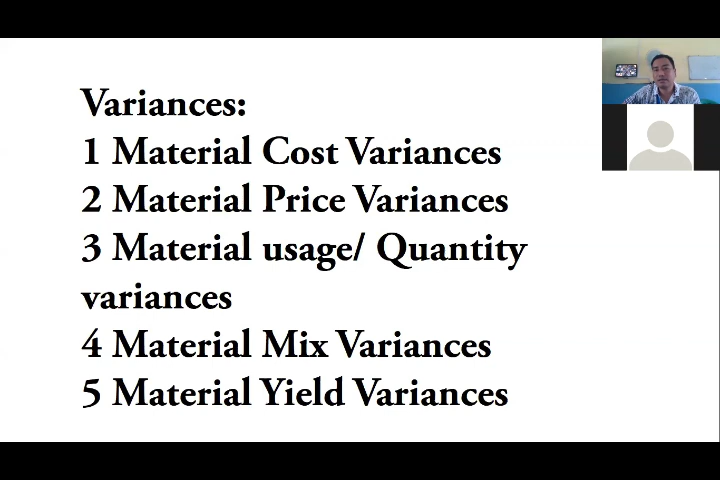 Variances:
1 Material Cost Variances
2 Material Price Variances
3 Material usage/ Quantity
variances
4 Material Mix Variances
5 Material Yield Variances